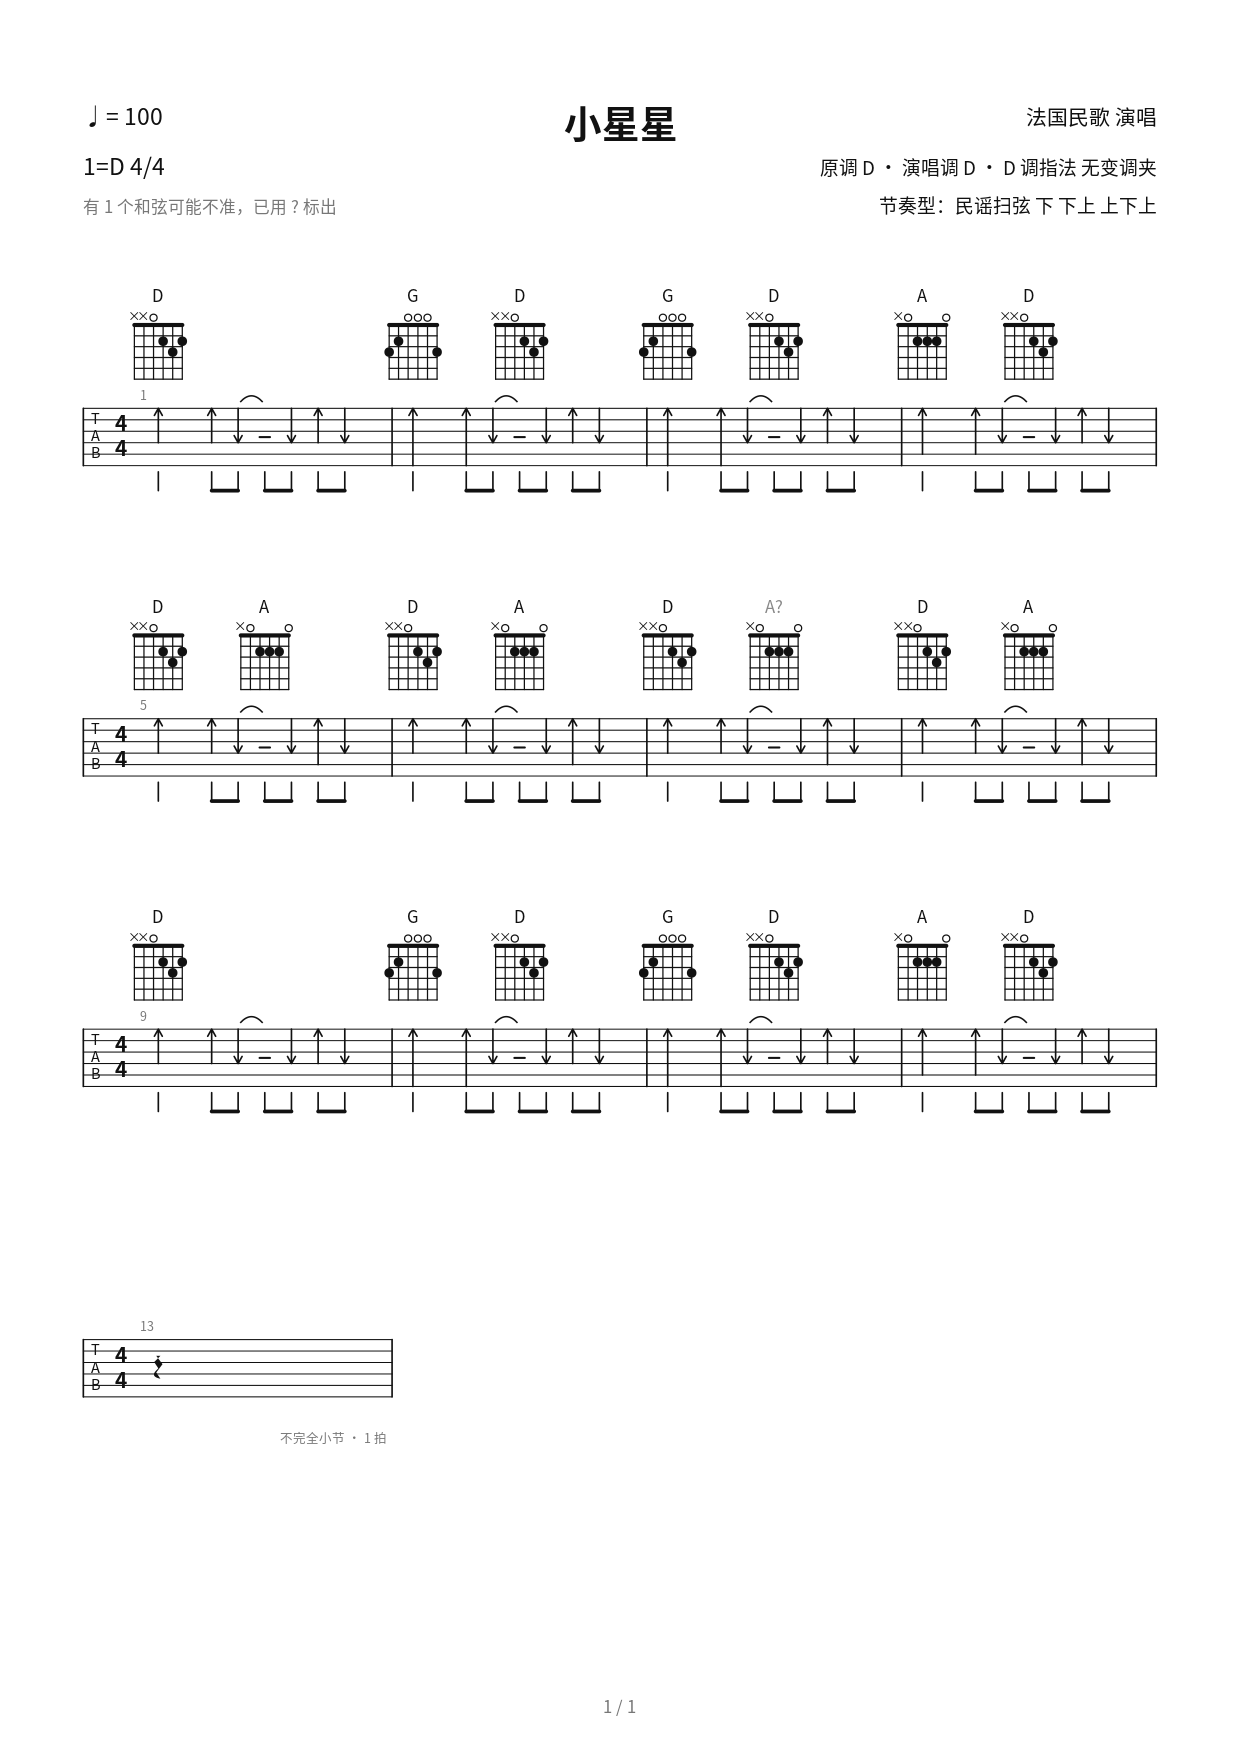 ♩= 100
小星星
法国民歌 演唱
1=D 4/4
原调 D · 演唱调 D · D 调指法 无变调夹
有 1 个和弦可能不准，已用 ? 标出
节奏型：民谣扫弦 下 下上 上下上
D G D G D A D
1
T A B 4 4
D A D A D A? D A
5
T A B 4 4
D G D G D A D
9
T A B 4 4
13
T A B 4 4
不完全小节 · 1 拍
1 / 1